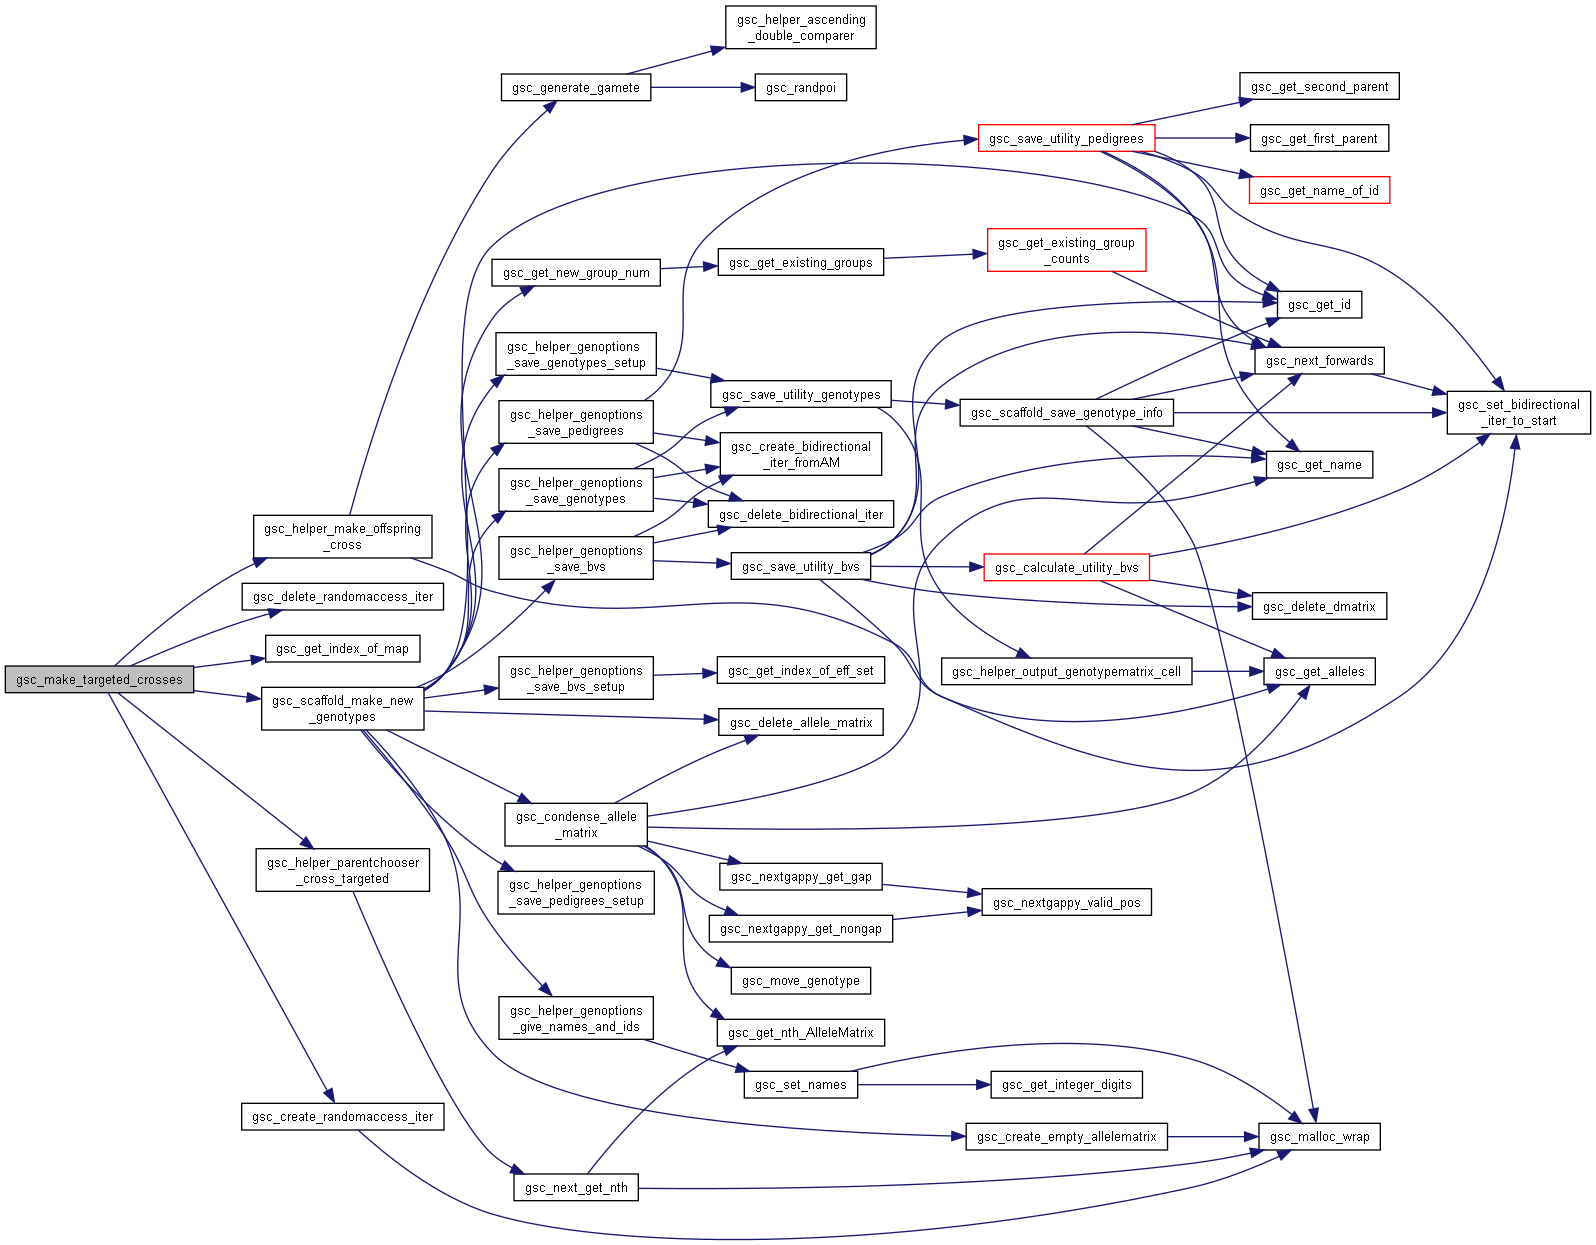 gsc_helper_ascending
_double_comparer
gsc_generate_gamete
gsc_randpoi
gsc_get_second_parent
gsc_save_utility_pedigrees
gsc_get_first_parent
gsc_get_name_of_id
gsc_get_new_group_num
gsc_get_existing_groups
gsc_get_existing_group
_counts
gsc_get_id
gsc_helper_genoptions
_save_genotypes_setup
gsc_next_forwards
gsc_save_utility_genotypes
gsc_scaffold_save_genotype_info
gsc_set_bidirectional
_iter_to_start
gsc_helper_genoptions
_save_pedigrees
gsc_create_bidirectional
_iter_fromAM
gsc_get_name
gsc_helper_genoptions
_save_genotypes
gsc_delete_bidirectional_iter
gsc_helper_make_offspring
_cross
gsc_helper_genoptions
_save_bvs
gsc_save_utility_bvs
gsc_calculate_utility_bvs
gsc_delete_randomaccess_iter
gsc_delete_dmatrix
gsc_get_index_of_map
gsc_make_targeted_crosses
gsc_helper_genoptions
_save_bvs_setup
gsc_get_index_of_eff_set
gsc_helper_output_genotypematrix_cell
gsc_get_alleles
gsc_scaffold_make_new
_genotypes
gsc_delete_allele_matrix
gsc_condense_allele
_matrix
gsc_helper_parentchooser
_cross_targeted
gsc_helper_genoptions
_save_pedigrees_setup
gsc_nextgappy_get_gap
gsc_nextgappy_valid_pos
gsc_nextgappy_get_nongap
gsc_move_genotype
gsc_helper_genoptions
_give_names_and_ids
gsc_get_nth_AlleleMatrix
gsc_set_names
gsc_get_integer_digits
gsc_create_randomaccess_iter
gsc_create_empty_allelematrix
gsc_malloc_wrap
gsc_next_get_nth